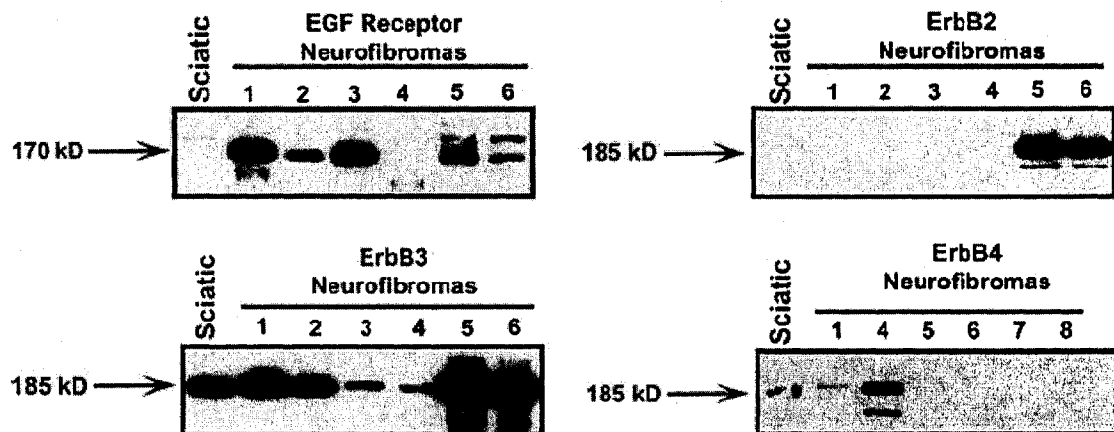 EGF Receptor
Neurofibromas
Sciatic
1 2 3 4 5 6
170 kD
ErbB2
Neurofibromas
Sciatic
1 2 3 4 5 6
185 kD
ErbB3
Neurofibromas
Sciatic
1 2 3 4 5 6
185 kD
ErbB4
Neurofibromas
Sciatic
1 4 5 6 7 8
185 kD